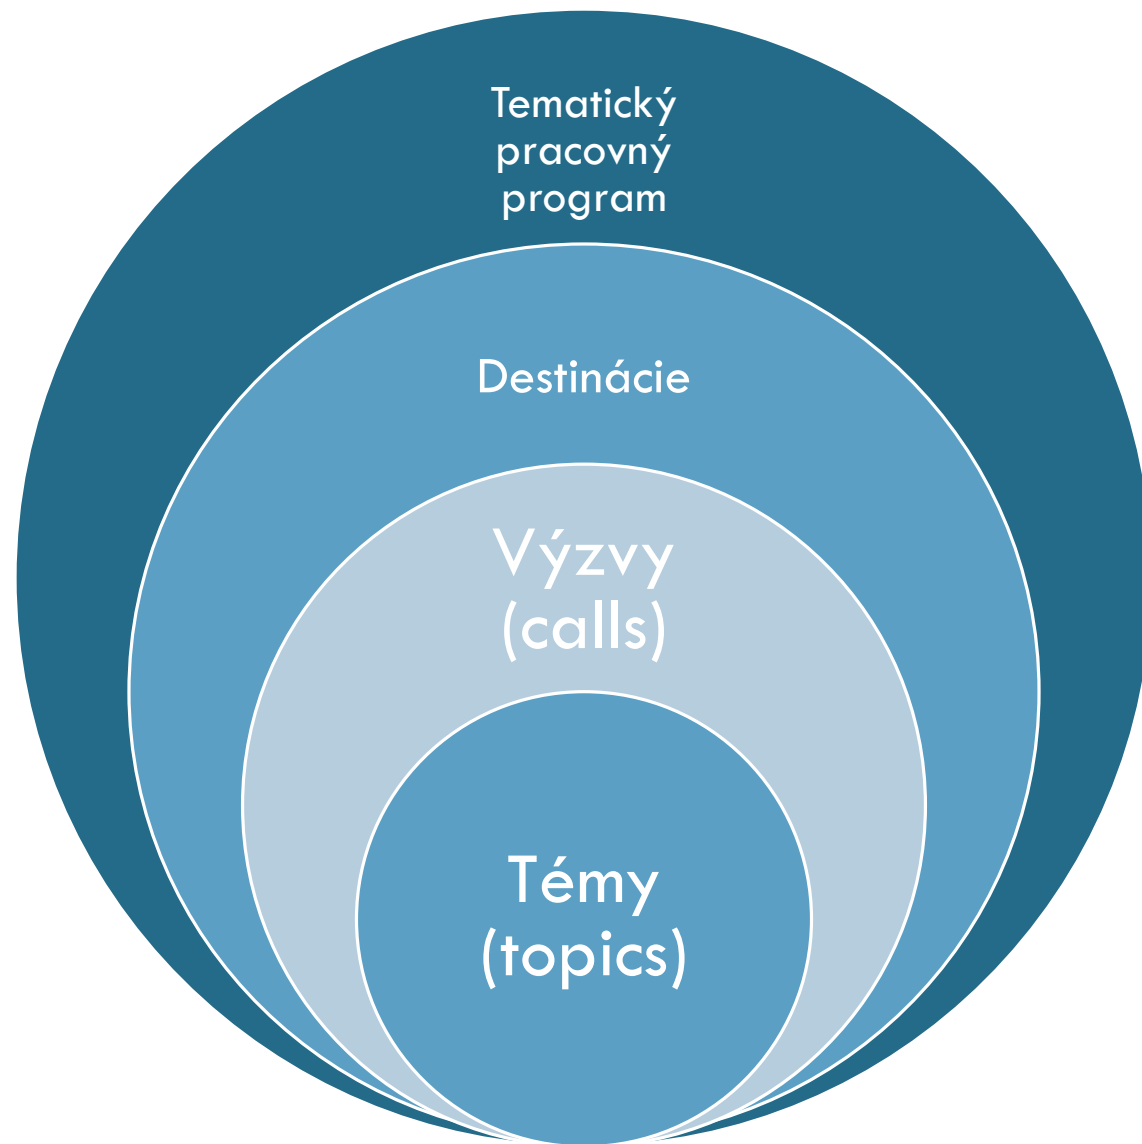 Tematický
pracovný
program
Destinácie
Výzvy
(calls)
Témy
(topics)